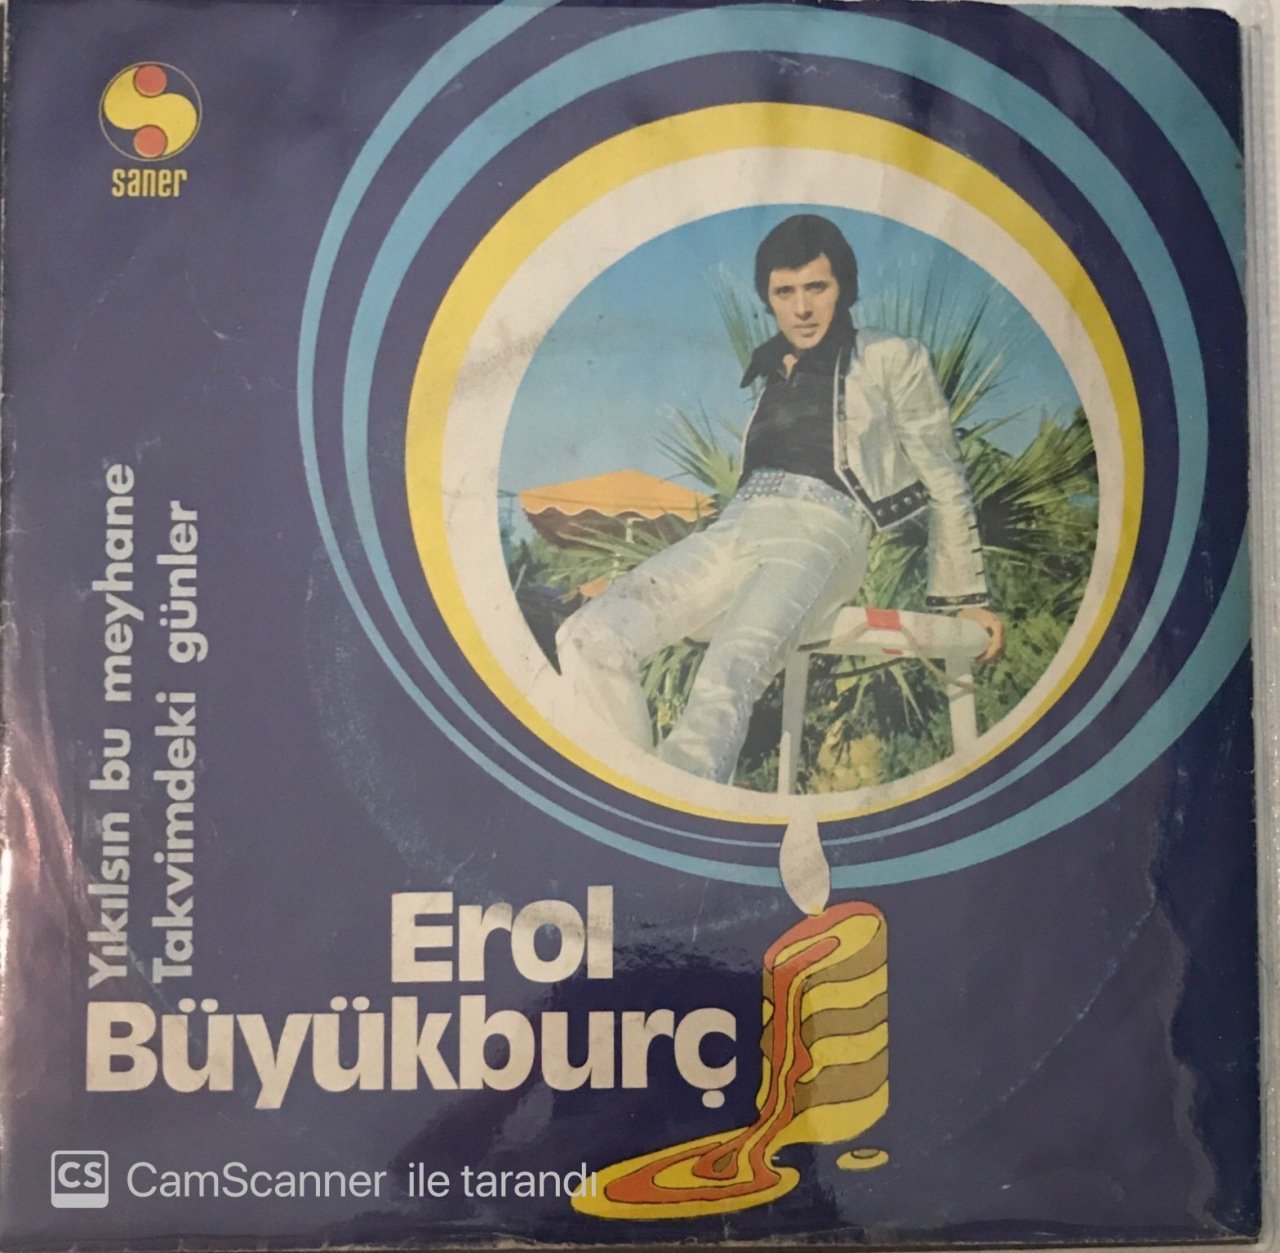 saner
Yıkılsın bu meyhane
Takvimdeki günler
Erol
Büyükburç
CS CamScanner ile tarandı